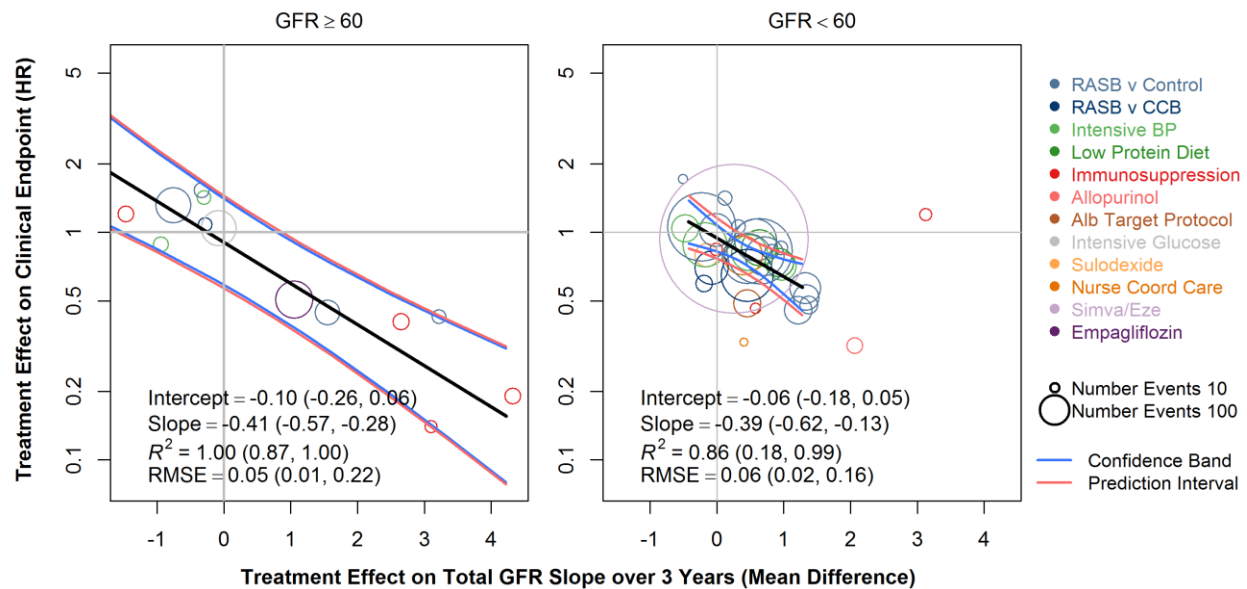 GFR ≥ 60
GFR < 60
Treatment Effect on Clinical Endpoint (HR)
5
2
1
0.5
0.2
0.1
Intercept = -0.10 (-0.26, 0.06)
Slope = -0.41 (-0.57, -0.28)
R² = 1.00 (0.87, 1.00)
RMSE = 0.05 (0.01, 0.22)
-1 0 1 2 3 4
5
2
1
0.5
0.2
0.1
Intercept = -0.06 (-0.18, 0.05)
Slope = -0.39 (-0.62, -0.13)
R² = 0.86 (0.18, 0.99)
RMSE = 0.06 (0.02, 0.16)
-1 0 1 2 3 4
Treatment Effect on Total GFR Slope over 3 Years (Mean Difference)
RASB v Control
RASB v CCB
Intensive BP
Low Protein Diet
Immunosuppression
Allopurinol
Alb Target Protocol
Intensive Glucose
Sulodexide
Nurse Coord Care
Simva/Eze
Empagliflozin
Number Events 10
Number Events 100
Confidence Band
Prediction Interval